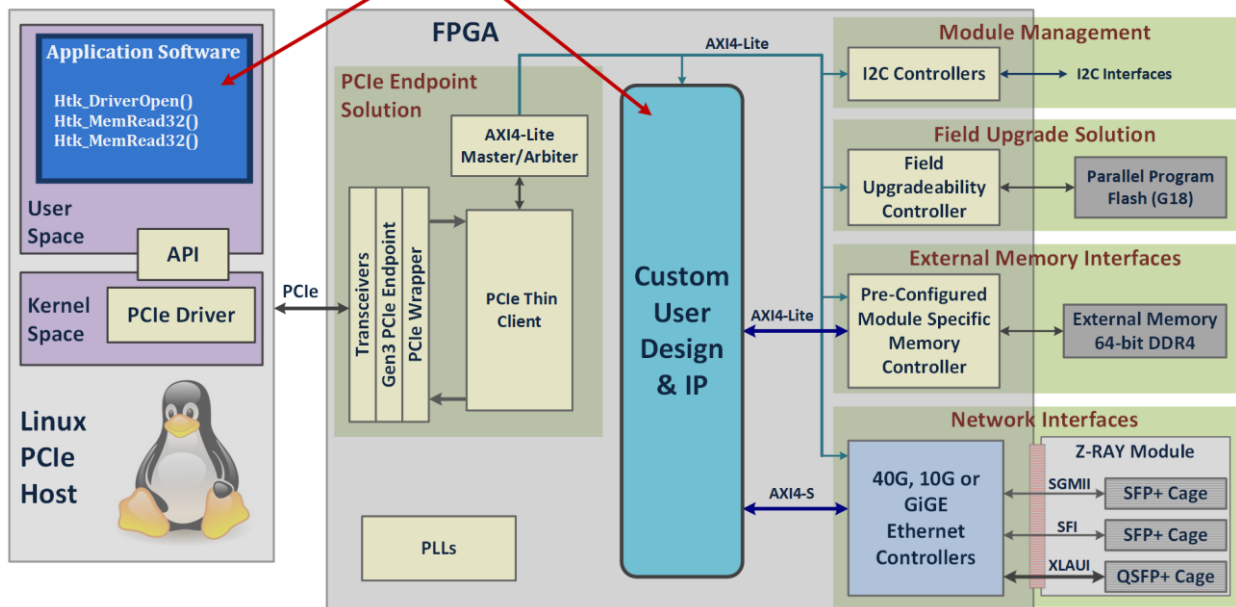 Application Software
Htk_DriverOpen()
Htk_MemRead32()
Htk_MemRead32()
User
Space
API
Kernel
Space
PCIe Driver
Linux
PCIe
Host
PCIe
FPGA
PCIe Endpoint
Solution
AXI4-Lite
Master/Arbiter
Transceivers
Gen3 PCIe Endpoint
PCIe Wrapper
PCIe Thin
Client
PLLs
Custom
User
Design
& IP
AXI4-Lite
AXI4-Lite
AXI4-S
Module Management
I2C Controllers
I2C Interfaces
Field Upgrade Solution
Field
Upgradeability
Controller
Parallel Program
Flash (G18)
External Memory Interfaces
Pre-Configured
Module Specific
Memory
Controller
External Memory
64-bit DDR4
Network Interfaces
40G, 10G or
GiGE
Ethernet
Controllers
Z-RAY Module
SGMII
SFP+ Cage
SFI
SFP+ Cage
XLAUI
QSFP+ Cage